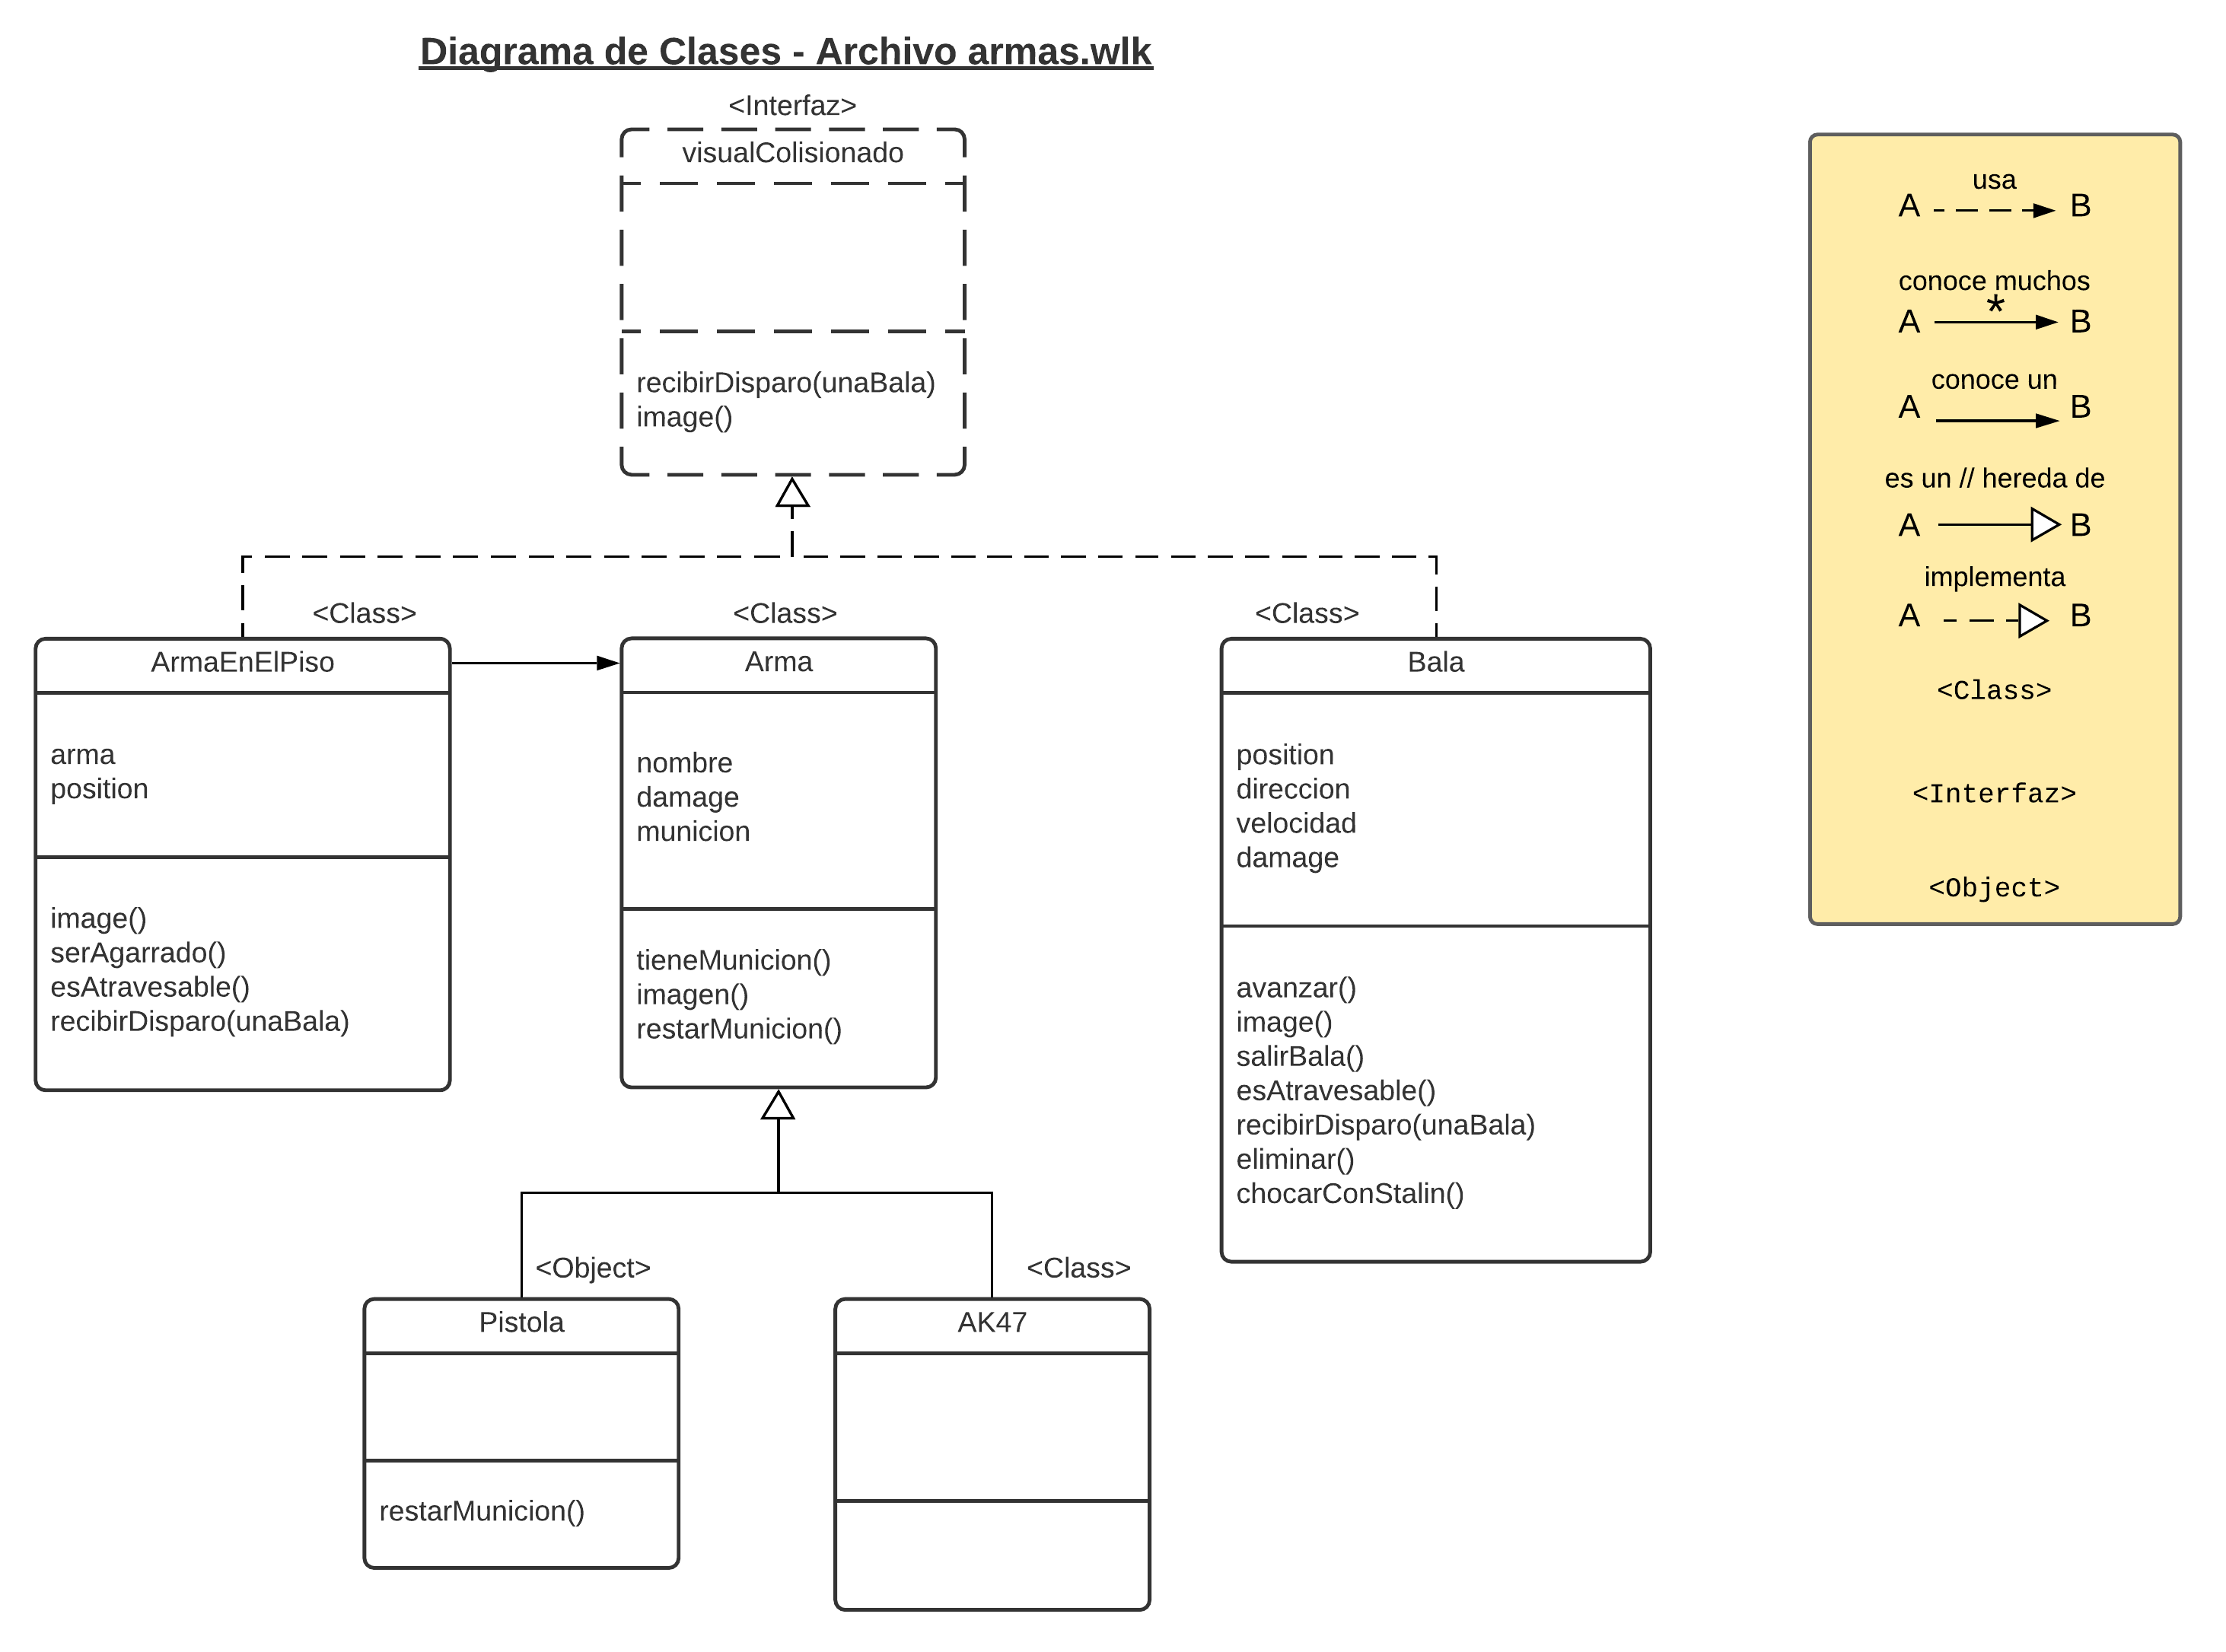 Diagrama de Clases - Archivo armas.wlk
<Interfaz>
visualColisionado
recibirDisparo(unaBala)
image()
<Class>
ArmaEnElPiso
arma
position
image()
serAgarrado()
esAtravesable()
recibirDisparo(unaBala)
<Class>
Arma
nombre
damage
municion
tieneMunicion()
imagen()
restarMunicion()
<Class>
Bala
position
direccion
velocidad
damage
avanzar()
image()
salirBala()
esAtravesable()
recibirDisparo(unaBala)
eliminar()
chocarConStalin()
<Object>
Pistola
restarMunicion()
<Class>
AK47
usa
A B
conoce muchos
*
A B
conoce un
A B
es un // hereda de
A B
implementa
A B
<Class>
<Interfaz>
<Object>